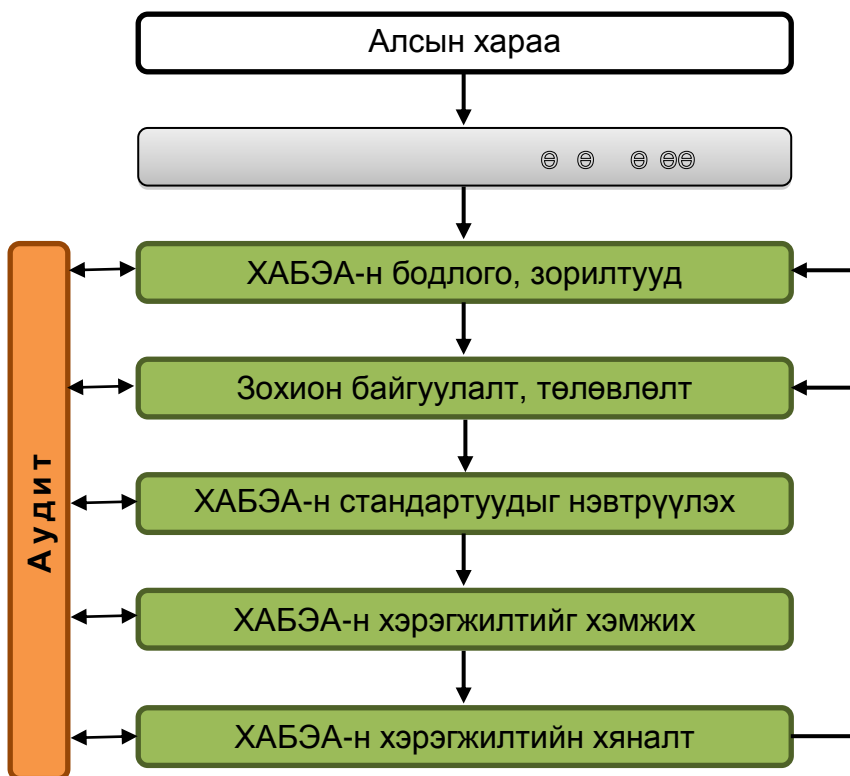 Алсын хараа
ХАБЭА-н бодлого, зорилтууд
Зохион байгуулалт, төлөвлөлт
ХАБЭА-н стандартуудыг нэвтрүүлэх
ХАБЭА-н хэрэгжилтийг хэмжих
ХАБЭА-н хэрэгжилтийн хяналт
Аудит